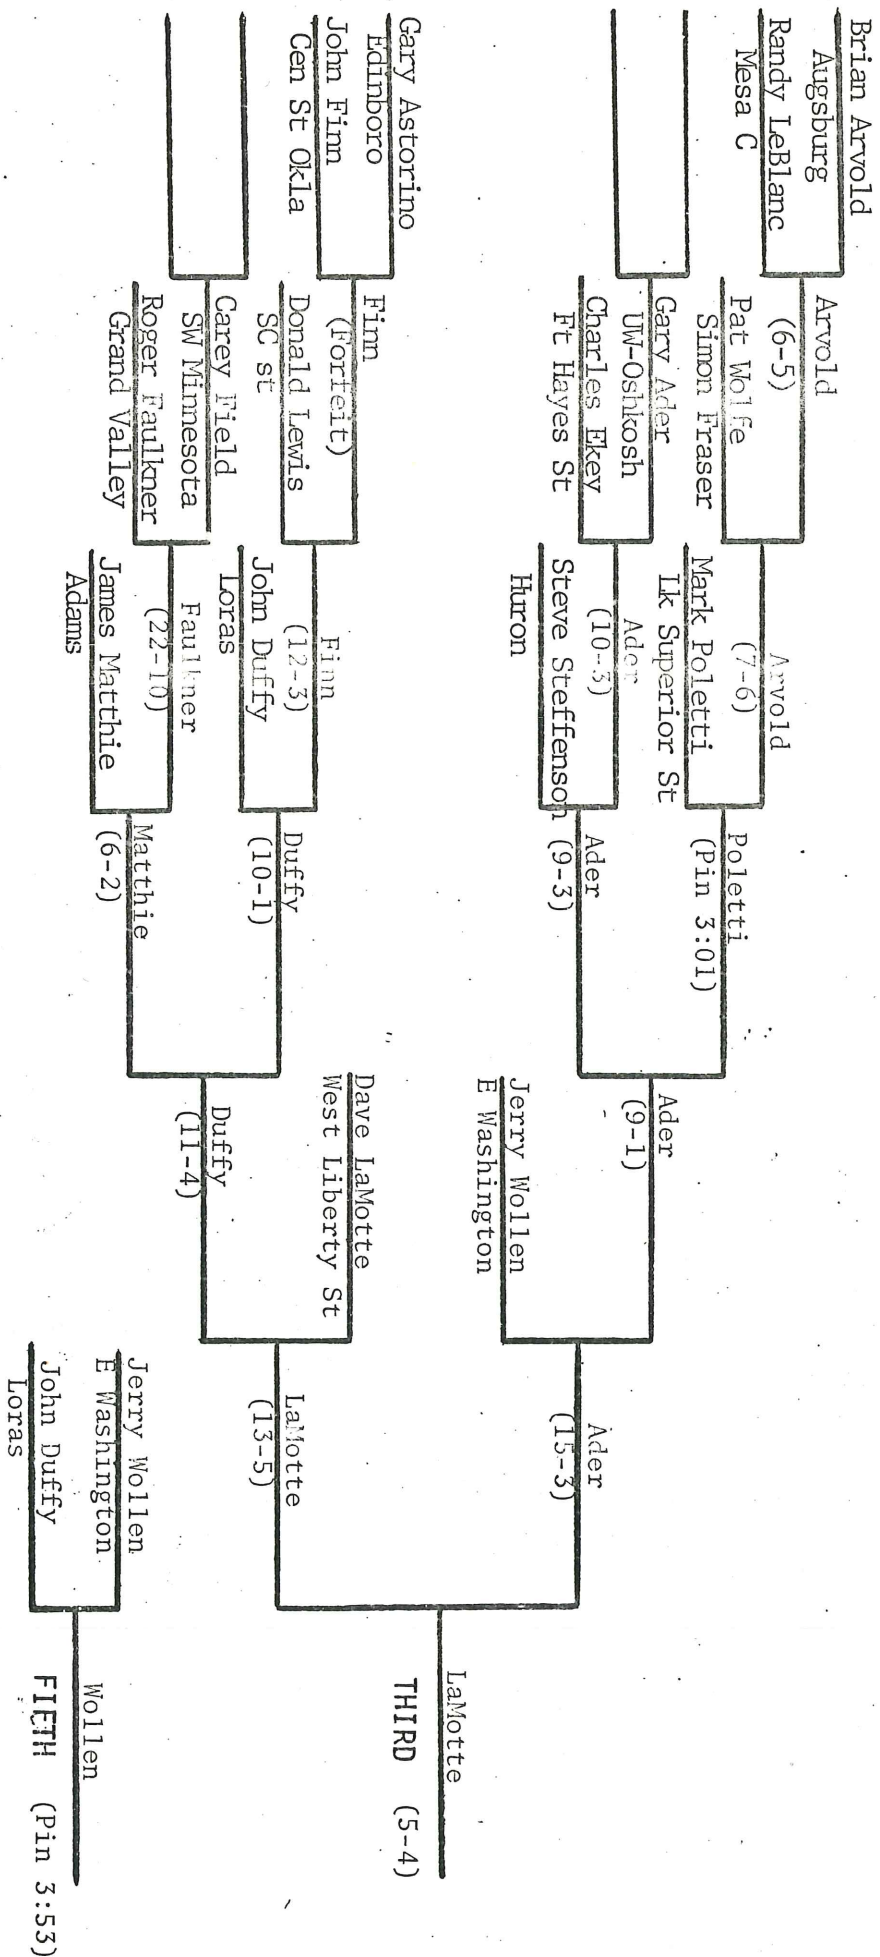 Brian Arvold
Augsburg
Randy LeBlanc
Mesa C
Gary Astorino
Edinboro
John Finn
Cen St Okla
Arvold
(6-5)
Pat Wolfe
Simon Fraser
Gary Ader
UW-Oshkosh
Charles Ekey
Ft Hayes St
Finn
(Forfeit)
Donald Lewis
SC st
Carey Field
SW Minnesota
Roger Faulkner
Grand Valley
Arvold
(7-6)
Mark Poletti
Lk Superior St
Ader
(10-3)
Steve Steffenson
Huron
Finn
(12-3)
John Duffy
Loras
Faulkner
(22-10)
James Matthie
Adams
Poletti
(Pin 3:01)
Ader
(9-3)
Duffy
(10-1)
Matthie
(6-2)
Ader
(9-1)
Jerry Wollen
E Washington
Dave LaMotte
West Liberty St
Duffy
(11-4)
Ader
(15-3)
LaMotte
(13-5)
Jerry Wollen
E Washington
John Duffy
Loras
LaMotte
THIRD (5-4)
Wollen
FIFTH (Pin 3:53)